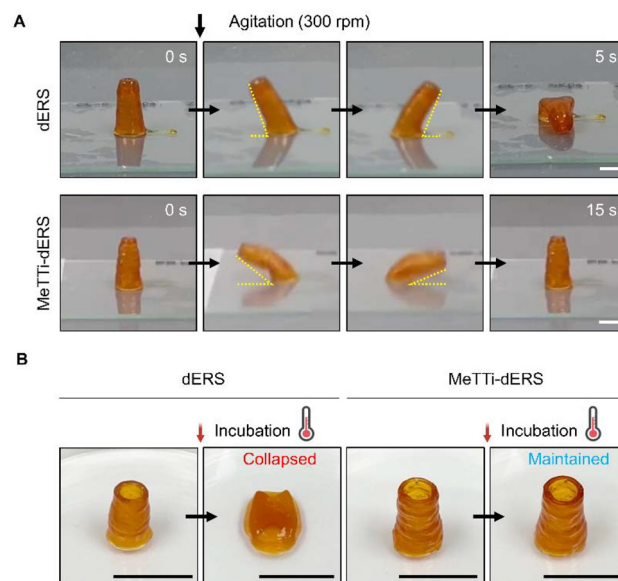 A
Agitation (300 rpm)
dERS
0 s
5 s
MeTTi-dERS
0 s
15 s
B
dERS
MeTTi-dERS
Incubation
Incubation
Collapsed
Maintained